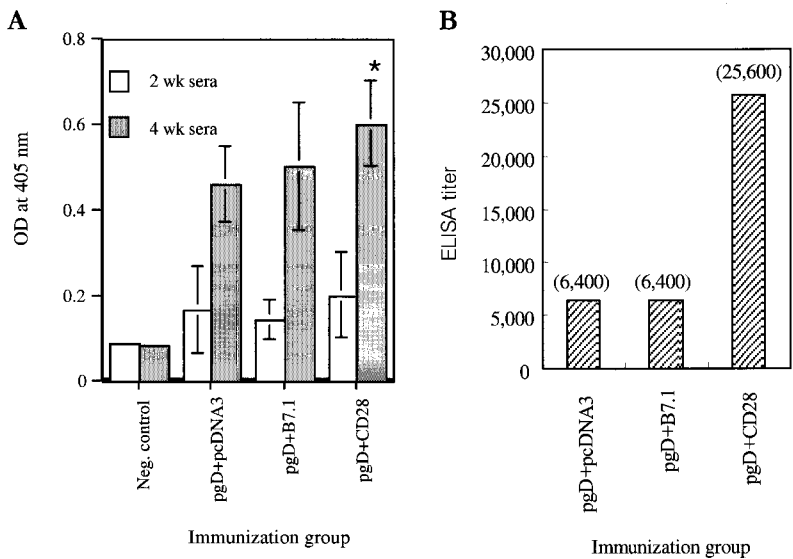 A
0.8
0.6
0.4
0.2
0
OD at 405 nm
2 wk sera
4 wk sera
*
Neg. control
pgD+pcDNA3
pgD+B7.1
pgD+CD28
Immunization group
B
30,000
25,000
20,000
15,000
10,000
5,000
0
ELISA titer
(6,400)
(6,400)
(25,600)
pgD+pcDNA3
pgD+B7.1
pgD+CD28
Immunization group